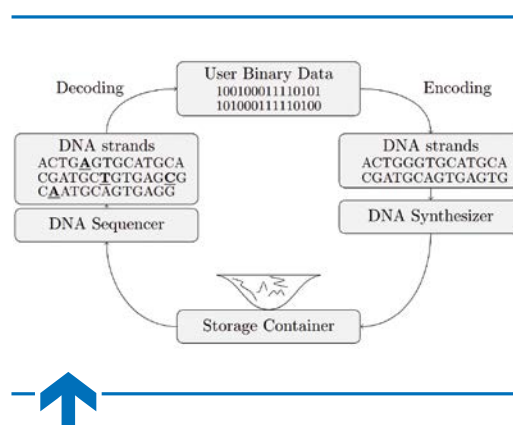 User Binary Data
100100011110101
101000111110100
Decoding
Encoding
DNA strands
ACTGAGTGCATGCA
CGATGCTGTGAGCG
CAATGCAGTGAGG
DNA Sequencer
DNA strands
ACTGGGTGCATGCA
CGATGCAGTGAGTG
DNA Synthesizer
Storage Container